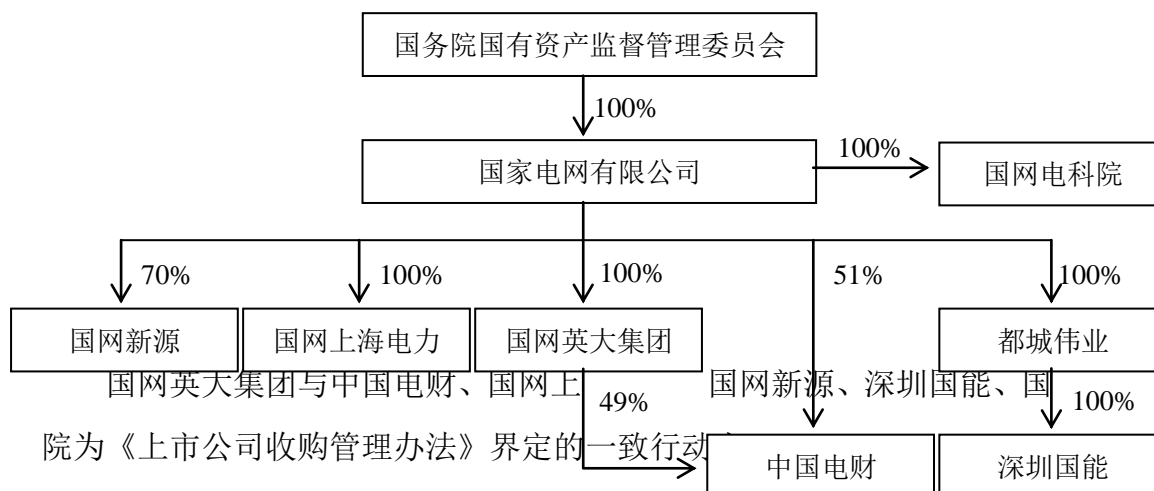 国务院国有资产监督管理委员会
100%
国家电网有限公司
100%
国网电科院
70%
100%
100%
51%
100%
国网新源
国网上海电力
国网英大集团
都城伟业
国网英大集团与中国电财、国网上
国网新源、深圳国能、国
49%
100%
院为《上市公司收购管理办法》界定的一致行动
中国电财
深圳国能